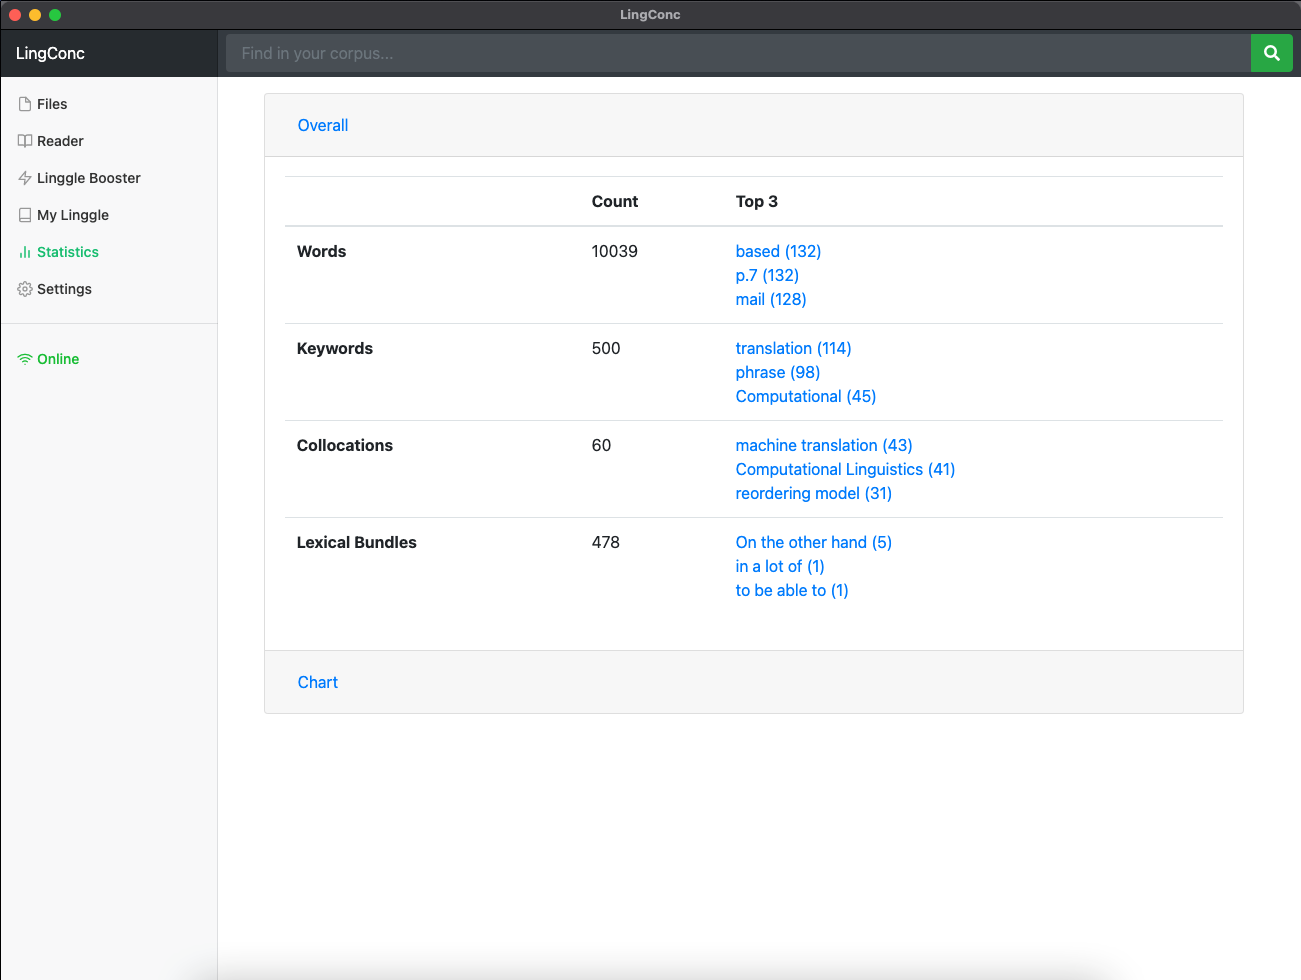 LingConc
LingConc
Find in your corpus...
Files
Reader
Linggle Booster
My Linggle
Statistics
Settings
Online
Overall
Count Top 3
Words 10039 based (132)
p.7 (132)
mail (128)
Keywords 500 translation (114)
phrase (98)
Computational (45)
Collocations 60 machine translation (43)
Computational Linguistics (41)
reordering model (31)
Lexical Bundles 478 On the other hand (5)
in a lot of (1)
to be able to (1)
Chart